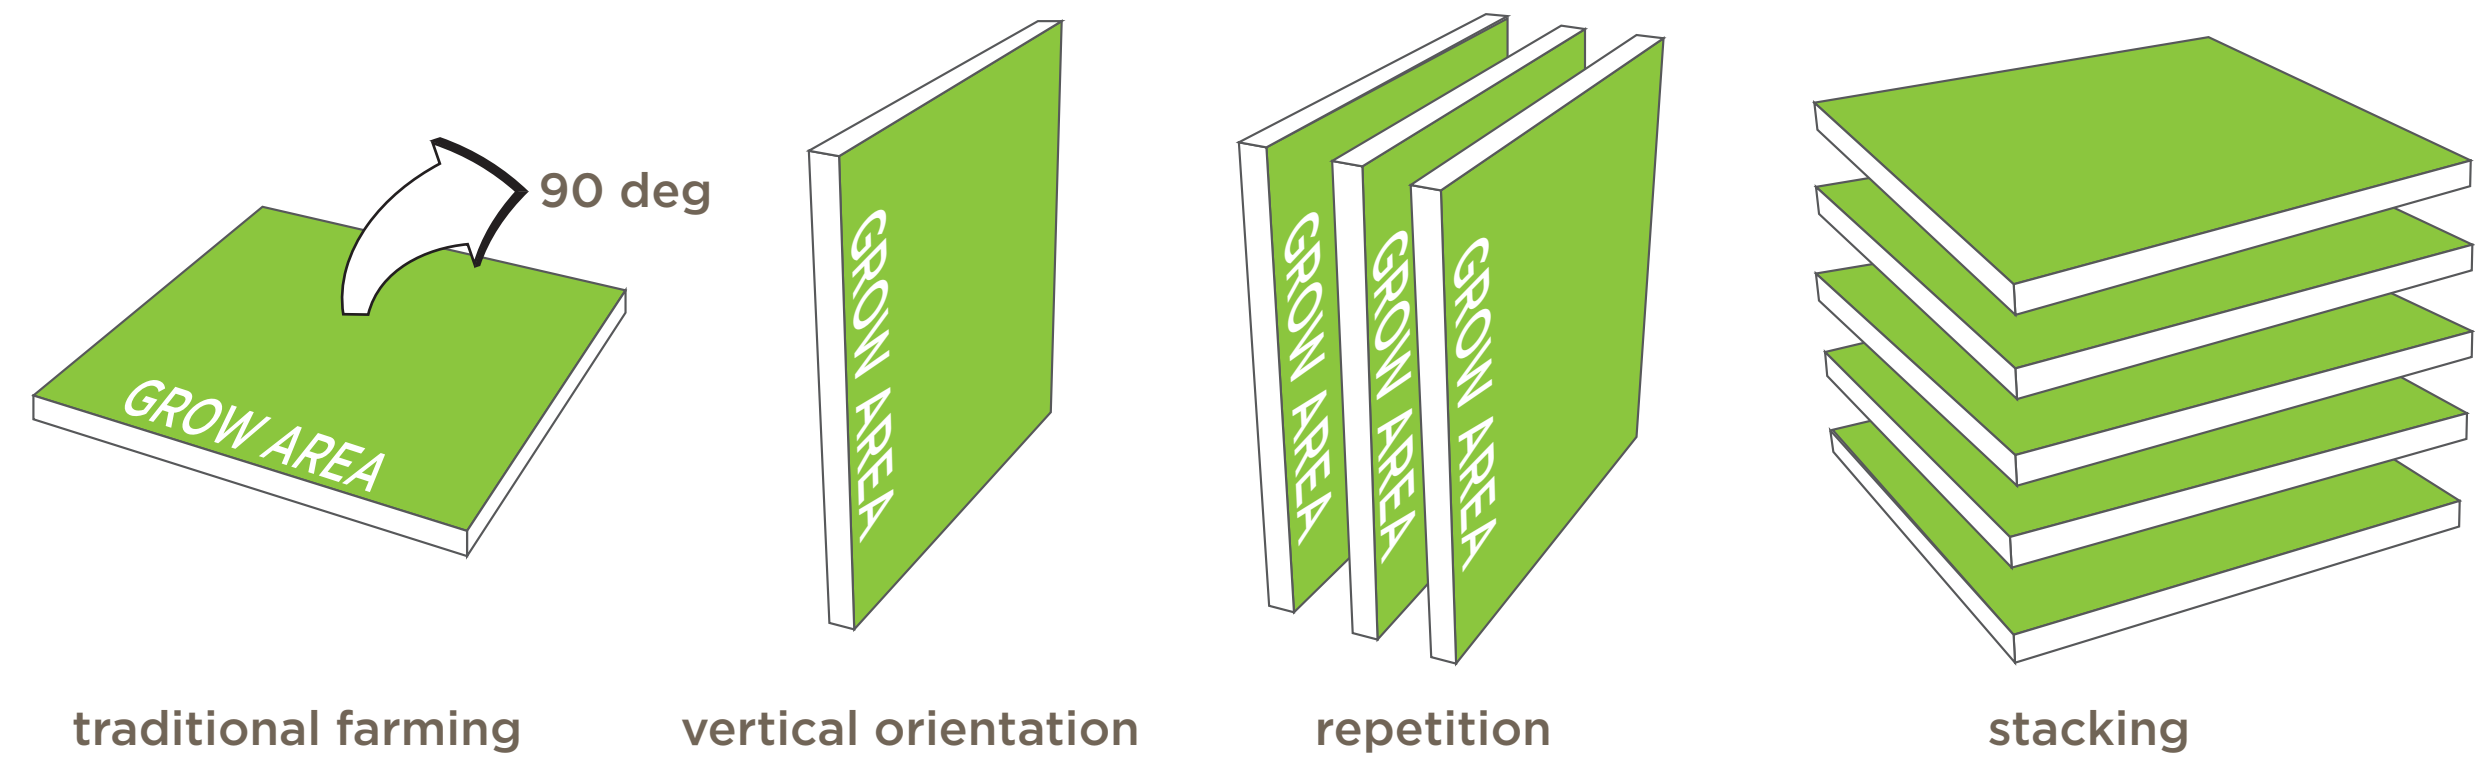 90 deg
GROW AREA
GROW AREA
GROW AREA
GROW AREA
GROW AREA
traditional farming
vertical orientation
repetition
stacking